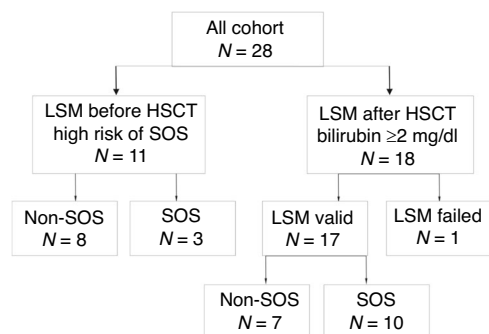 All cohort
N = 28
LSM before HSCT
high risk of SOS
N = 11
LSM after HSCT
bilirubin ≥2 mg/dl
N = 18
Non-SOS
N = 8
SOS
N = 3
LSM valid
N = 17
LSM failed
N = 1
Non-SOS
N = 7
SOS
N = 10